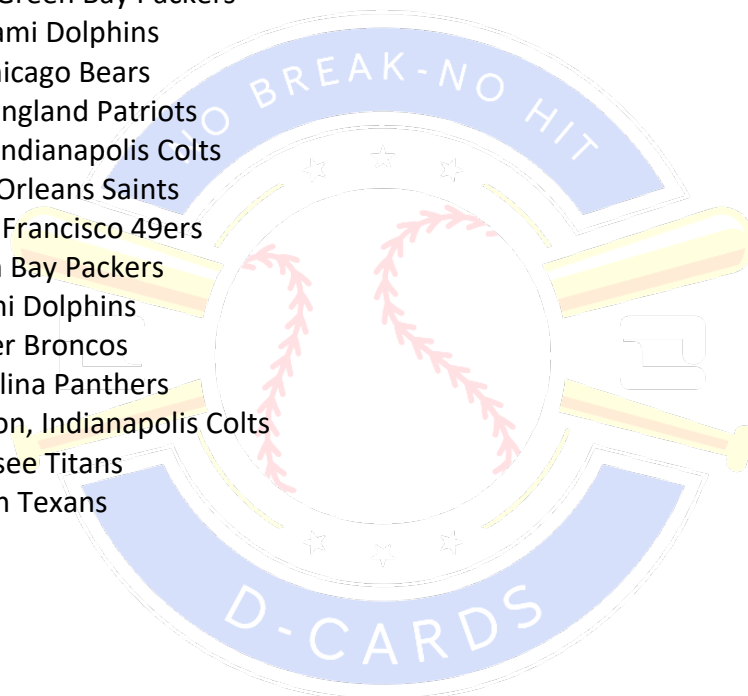 Green Bay Packers
ami Dolphins
hicago Bears
ngland Patriots
Indianapolis Colts
Orleans Saints
Francisco 49ers
Bay Packers
ni Dolphins
er Broncos
lina Panthers
on, Indianapolis Colts
see Titans
Texans
NO BREAK-NO HIT
D-CARDS